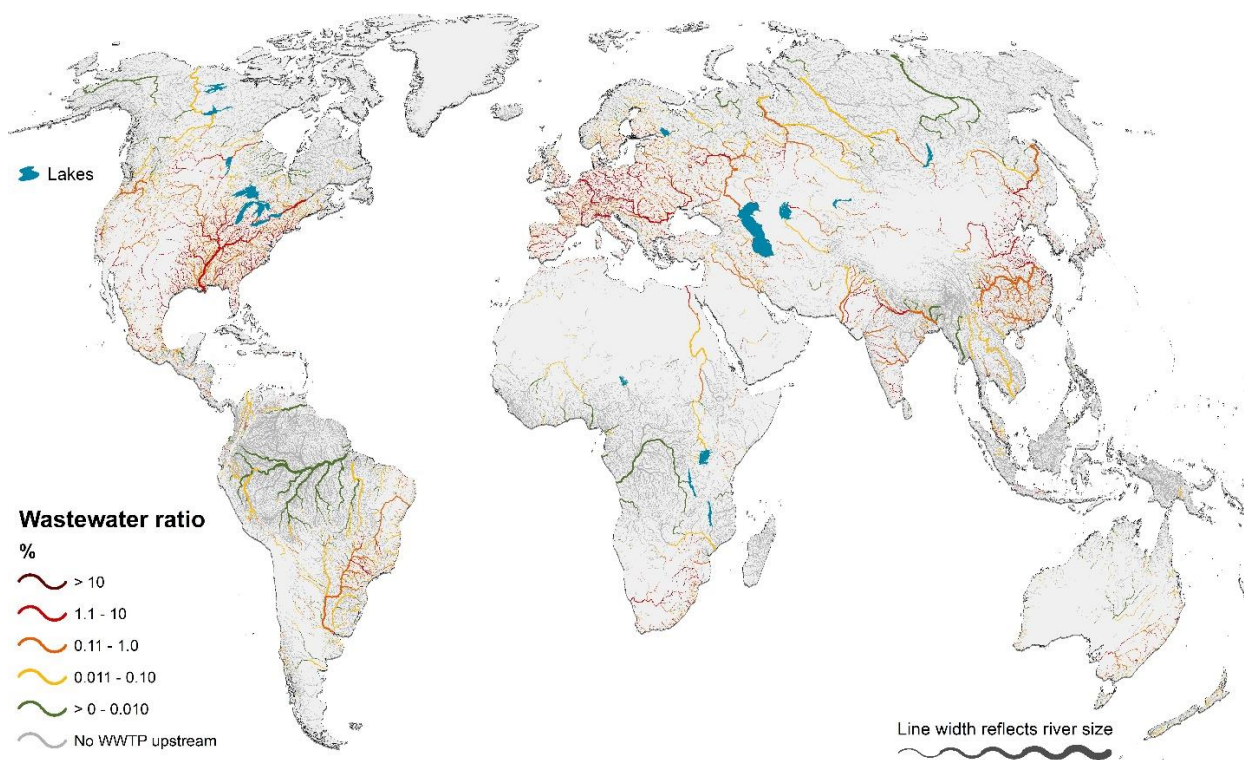 Lakes
Wastewater ratio
%
> 10
1.1 - 10
0.11 - 1.0
0.011 - 0.10
> 0 - 0.010
No WWTP upstream
Line width reflects river size